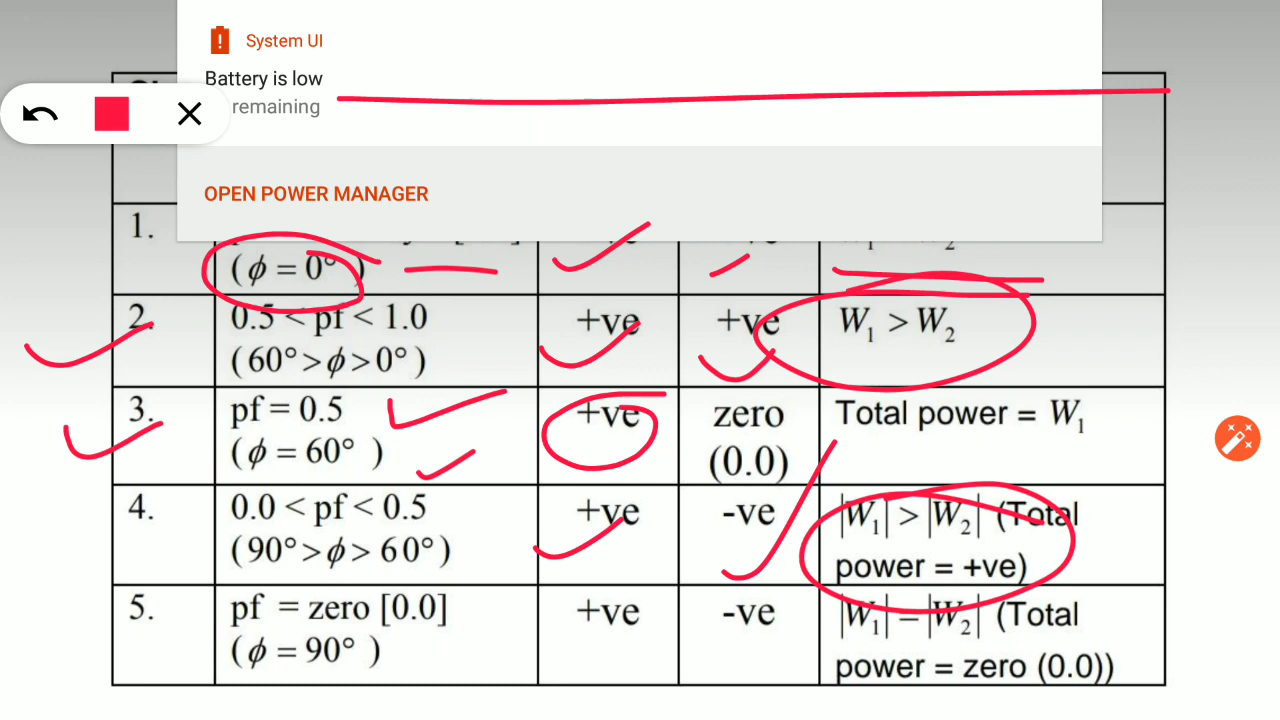 System UI
Battery is low
remaining
OPEN POWER MANAGER
1.
(ϕ = 0° )
2. 0.5 < pf < 1.0 +ve +ve W₁ > W₂
(60° > ϕ > 0° )
3. pf = 0.5 +ve zero Total power = W₁
(ϕ = 60° ) (0.0)
4. 0.0 < pf < 0.5 +ve -ve |W₁| > |W₂| (Total
(90° > ϕ > 60°) power = +ve)
5. pf = zero [0.0] +ve -ve |W₁| = |W₂| (Total
(ϕ = 90° ) power = zero (0.0))